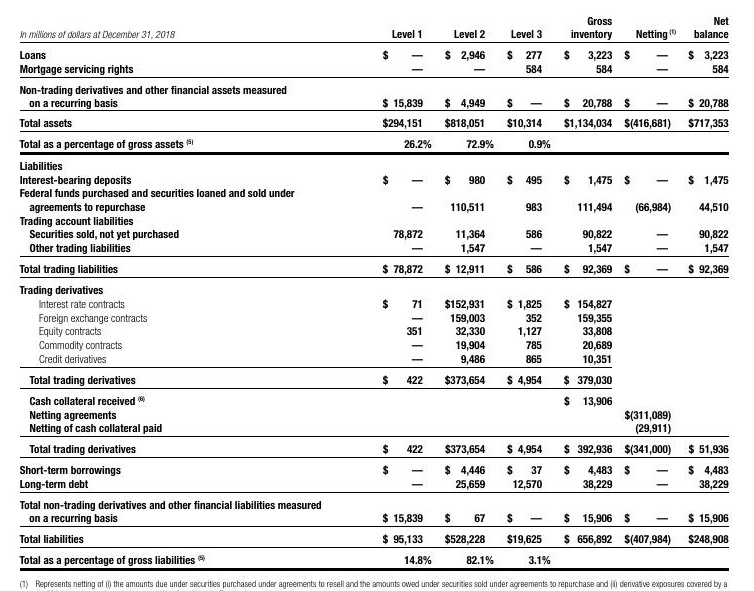 In millions of dollars at December 31, 2018 Level 1 Level 2 Level 3 Gross inventory Netting (1) Net balance
Loans $ — $ 2,946 $ 277 $ 3,223 $ — $ 3,223
Mortgage servicing rights — — 584 584 — 584
Non-trading derivatives and other financial assets measured
on a recurring basis $ 15,839 $ 4,949 $ — $ 20,788 $ — $ 20,788
Total assets $294,151 $818,051 $10,314 $1,134,034 $(416,681) $717,353
Total as a percentage of gross assets (5) 26.2% 72.9% 0.9%
Liabilities
Interest-bearing deposits $ — $ 980 $ 495 $ 1,475 $ — $ 1,475
Federal funds purchased and securities loaned and sold under
agreements to repurchase — 110,511 983 111,494 (66,984) 44,510
Trading account liabilities
Securities sold, not yet purchased 78,872 11,364 586 90,822 — 90,822
Other trading liabilities — 1,547 — 1,547 — 1,547
Total trading liabilities $ 78,872 $ 12,911 $ 586 $ 92,369 $ — $ 92,369
Trading derivatives
Interest rate contracts $ 71 $152,931 $ 1,825 $ 154,827
Foreign exchange contracts — 159,003 352 159,355
Equity contracts 351 32,330 1,127 33,808
Commodity contracts — 19,904 785 20,689
Credit derivatives — 9,486 865 10,351
Total trading derivatives $ 422 $373,654 $ 4,954 $ 379,030
Cash collateral received (6) $ 13,906
Netting agreements $(311,089)
Netting of cash collateral paid (29,911)
Total trading derivatives $ 422 $373,654 $ 4,954 $ 392,936 $(341,000) $ 51,936
Short-term borrowings $ — $ 4,446 $ 37 $ 4,483 $ — $ 4,483
Long-term debt — 25,659 12,570 38,229 — 38,229
Total non-trading derivatives and other financial liabilities measured
on a recurring basis $ 15,839 $ 67 $ — $ 15,906 $ — $ 15,906
Total liabilities $ 95,133 $528,228 $19,625 $ 656,892 $(407,984) $248,908
Total as a percentage of gross liabilities (5) 14.8% 82.1% 3.1%
(1) Represents netting of (i) the amounts due under securities purchased under agreements to resell and the amounts owed under securities sold under agreements to repurchase and (ii) derivative exposures covered by a